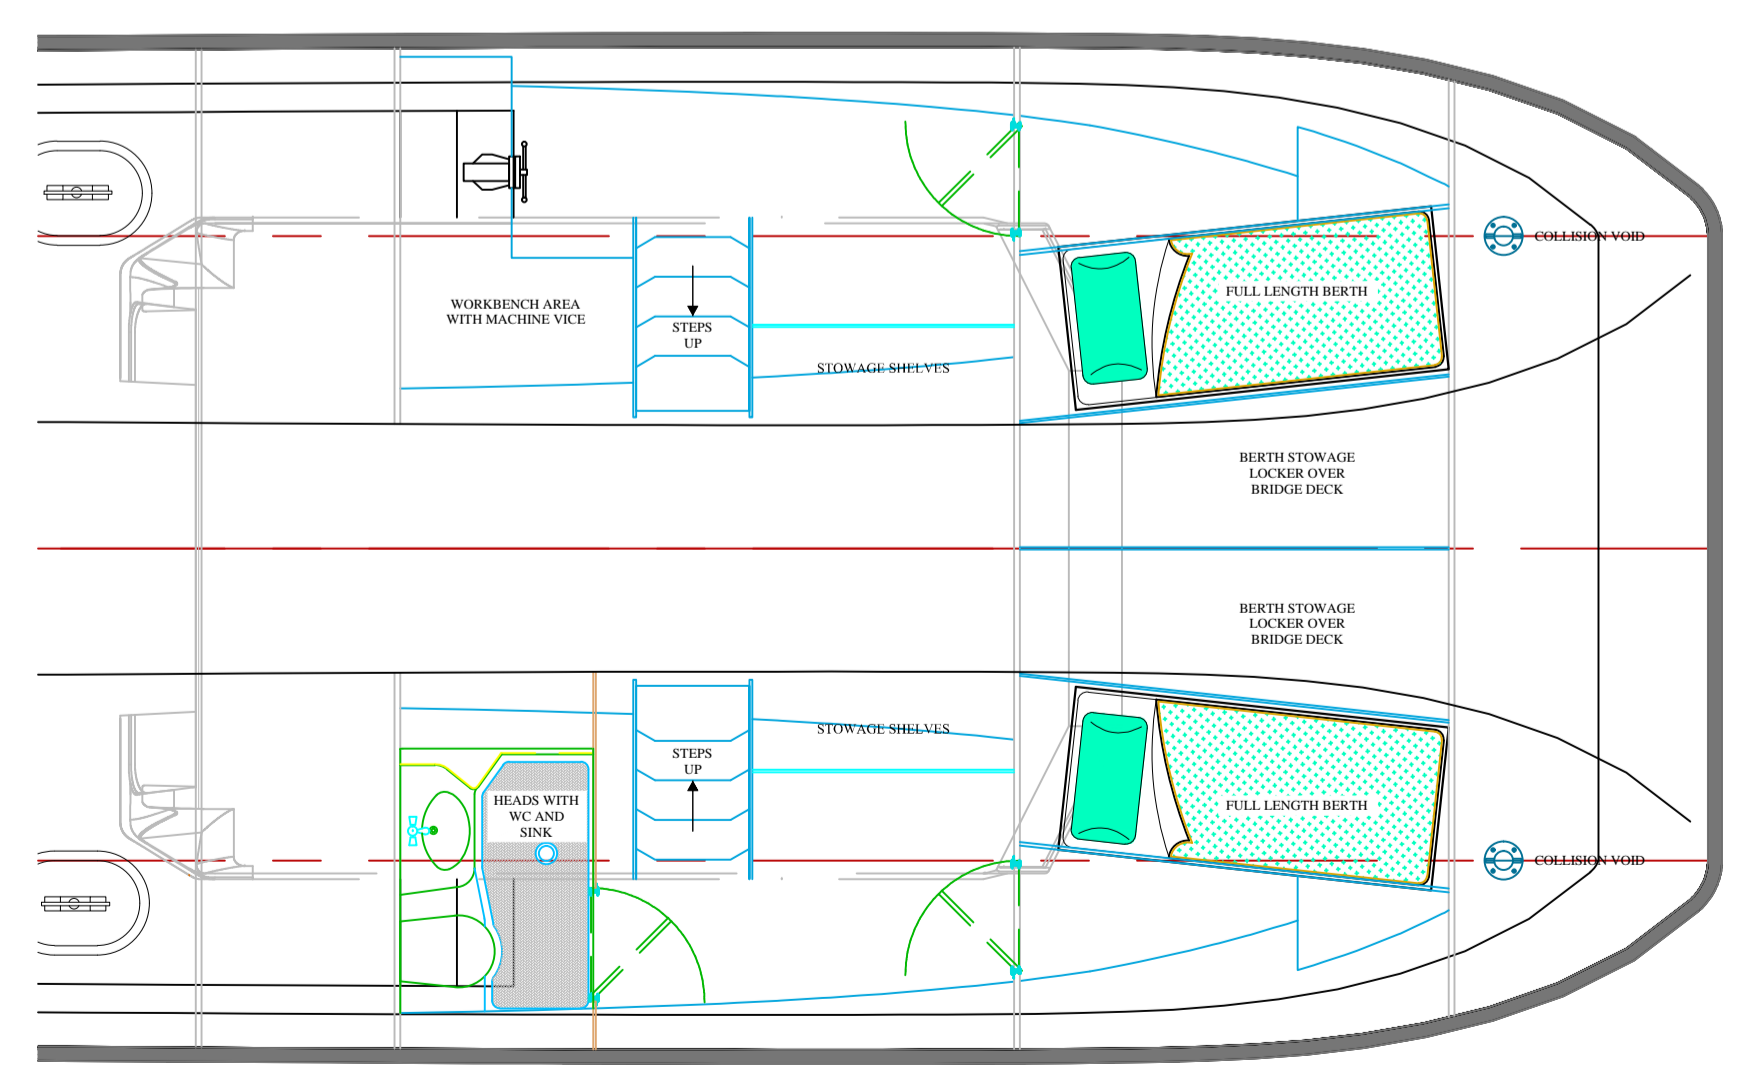 COLLISION VOID
FULL LENGTH BERTH
WORKBENCH AREA
WITH MACHINE VICE
STEPS
UP
STOWAGE SHELVES
BERTH STOWAGE
LOCKER OVER
BRIDGE DECK
BERTH STOWAGE
LOCKER OVER
BRIDGE DECK
STOWAGE SHELVES
STEPS
UP
HEADS WITH
WC AND
SINK
FULL LENGTH BERTH
COLLISION VOID